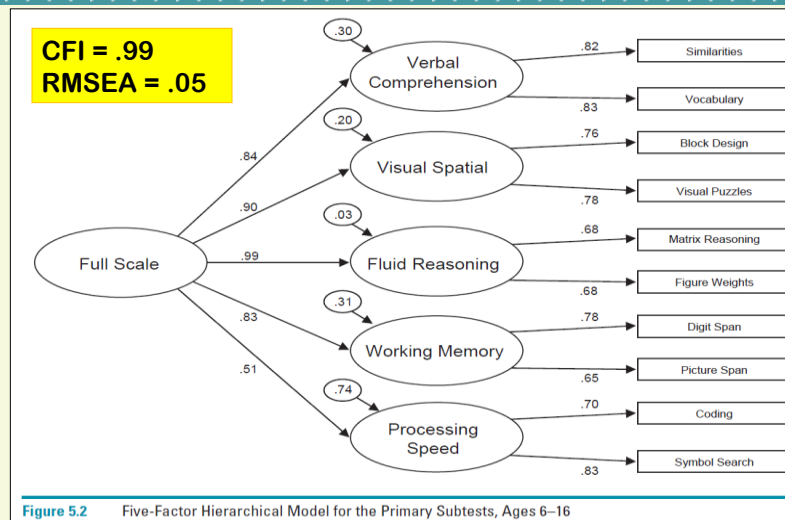 CFI = .99
RMSEA = .05
.30
Verbal
Comprehension
.82
Similarities
.83
Vocabulary
.20
Visual Spatial
.76
Block Design
.78
Visual Puzzles
.84
.90
.03
Full Scale
.99
Fluid Reasoning
.68
Matrix Reasoning
.68
Figure Weights
.83
.31
Working Memory
.78
Digit Span
.65
Picture Span
.51
.74
Processing
Speed
.70
Coding
.83
Symbol Search
Figure 5.2 Five-Factor Hierarchical Model for the Primary Subtests, Ages 6–16